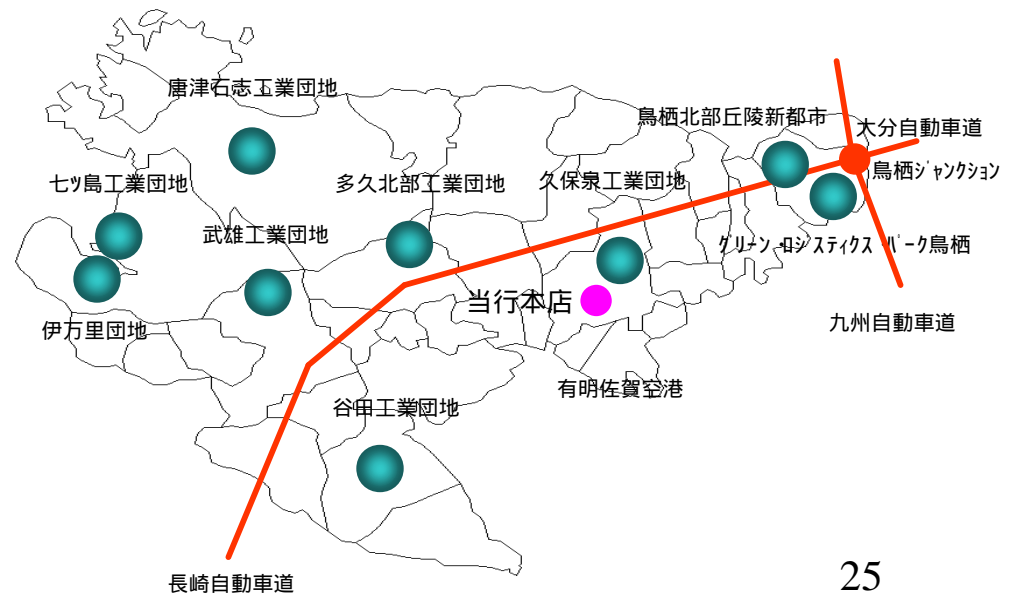 唐津石志工業団地
鳥栖北部丘陵新都市
大分自動車道
鳥栖ｼﾞｬﾝｸｼｮﾝ
七ツ島工業団地
多久北部工業団地
久保泉工業団地
武雄工業団地
ｸﾞﾘｰﾝ･ﾛｼﾞｽﾃｨｸｽ･ﾊﾟｰｸ鳥栖
当行本店
伊万里団地
九州自動車道
有明佐賀空港
谷田工業団地
長崎自動車道
25